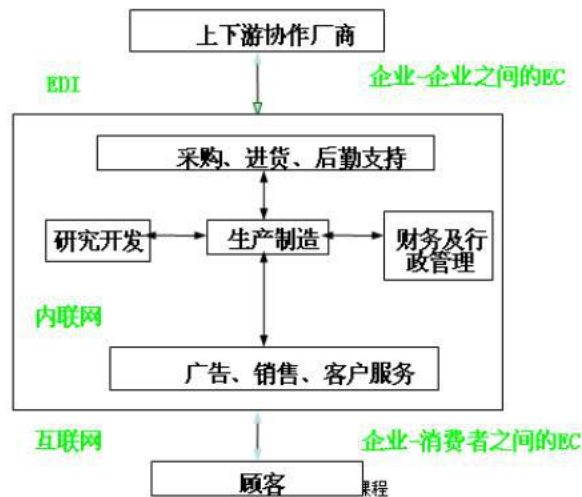 上下游协作厂商
EDI
企业-企业之间的EC
采购、进货、后勤支持
研究开发
生产制造
财务及行
政管理
内联网
广告、销售、客户服务
互联网
企业-消费者之间的EC
顾客
课程